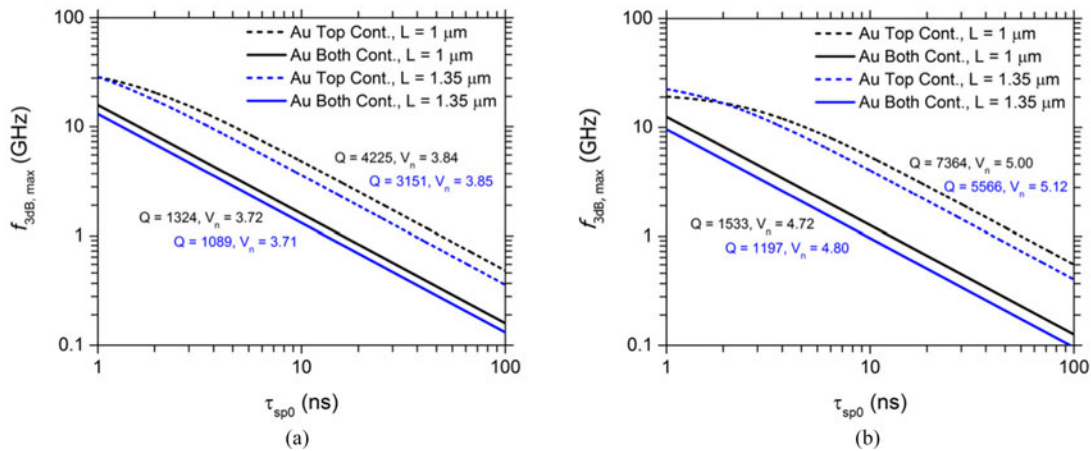 100
10
1
0.1
f3dB, max (GHz)
Au Top Cont., L = 1 μm
Au Both Cont., L = 1 μm
Au Top Cont., L = 1.35 μm
Au Both Cont., L = 1.35 μm
Q = 4225, Vn = 3.84
Q = 3151, Vn = 3.85
Q = 1324, Vn = 3.72
Q = 1089, Vn = 3.71
1 10 100
τsp0 (ns)
(a)
100
10
1
0.1
f3dB, max (GHz)
Au Top Cont., L = 1 μm
Au Both Cont., L = 1 μm
Au Top Cont., L = 1.35 μm
Au Both Cont., L = 1.35 μm
Q = 7364, Vn = 5.00
Q = 5566, Vn = 5.12
Q = 1533, Vn = 4.72
Q = 1197, Vn = 4.80
1 10 100
τsp0 (ns)
(b)